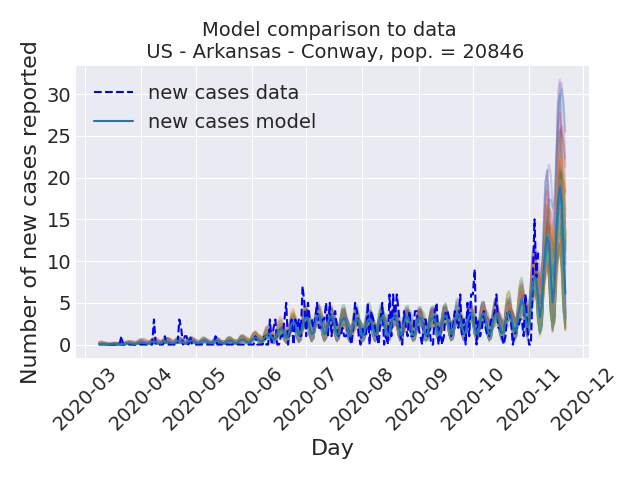 Model comparison to data
US - Arkansas - Conway, pop. = 20846
new cases data
new cases model
Number of new cases reported
30
25
20
15
10
5
0
2020-03
2020-04
2020-05
2020-06
2020-07
2020-08
2020-09
2020-10
2020-11
2020-12
Day